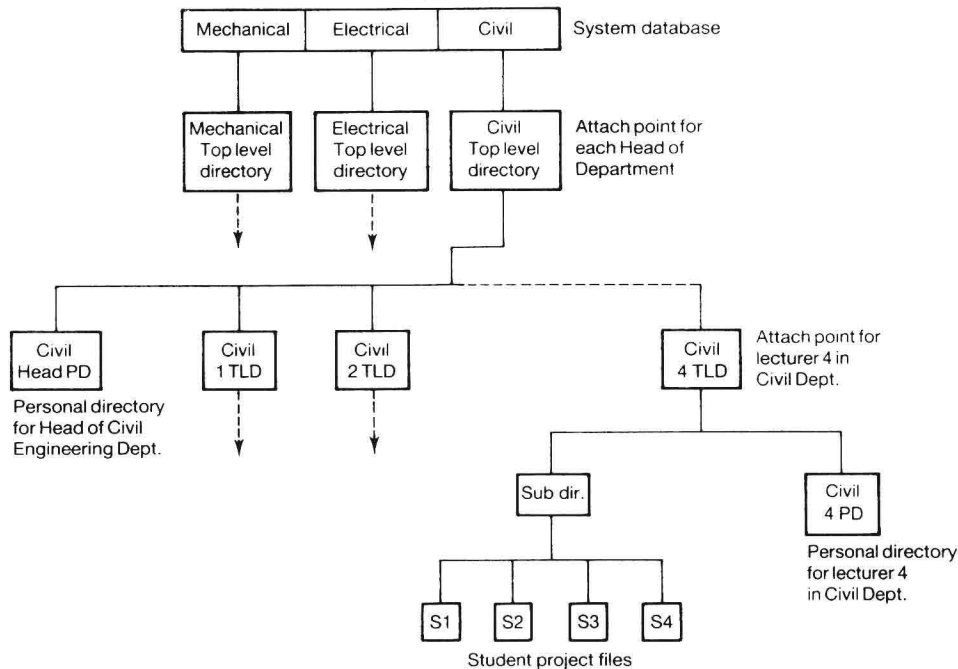 Mechanical Electrical Civil System database
Mechanical
Top level
directory
Electrical
Top level
directory
Civil
Top level
directory
Attach point for
each Head of
Department
Civil
Head PD
Civil
1 TLD
Civil
2 TLD
Civil
4 TLD
Attach point for
lecturer 4 in
Civil Dept.
Personal directory
for Head of Civil
Engineering Dept.
Sub dir.
Civil
4 PD
Personal directory
for lecturer 4
in Civil Dept.
S1 S2 S3 S4
Student project files